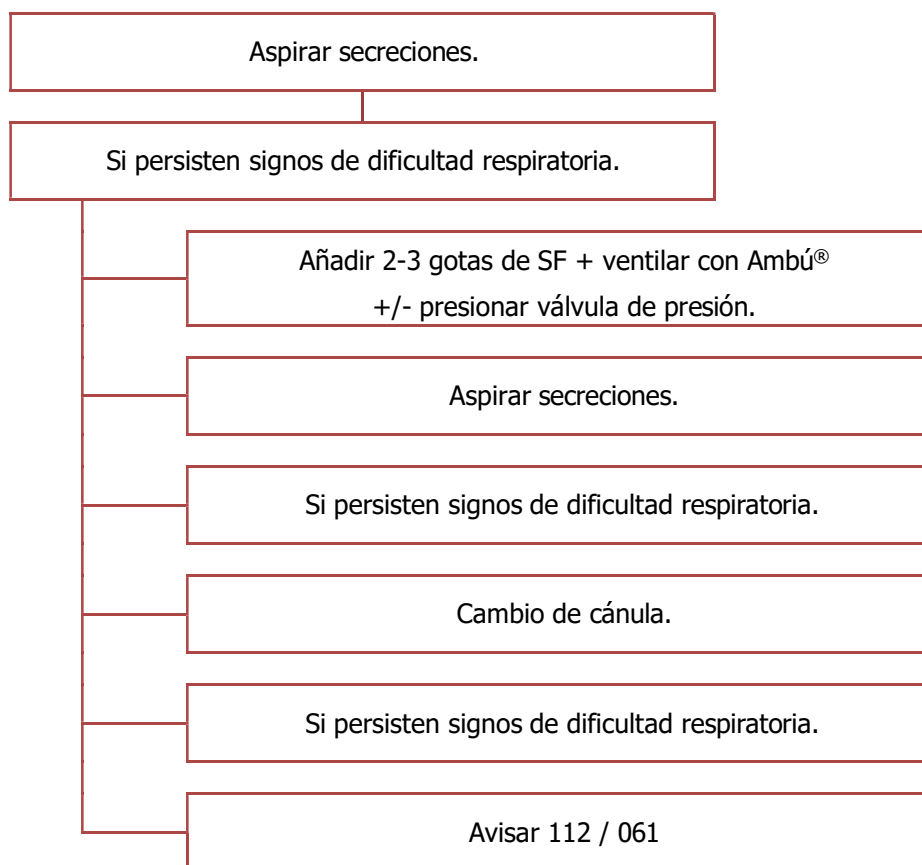 Aspirar secreciones.
Si persisten signos de dificultad respiratoria.
Añadir 2-3 gotas de SF + ventilar con Ambú®
+/- presionar válvula de presión.
Aspirar secreciones.
Si persisten signos de dificultad respiratoria.
Cambio de cánula.
Si persisten signos de dificultad respiratoria.
Avisar 112 / 061